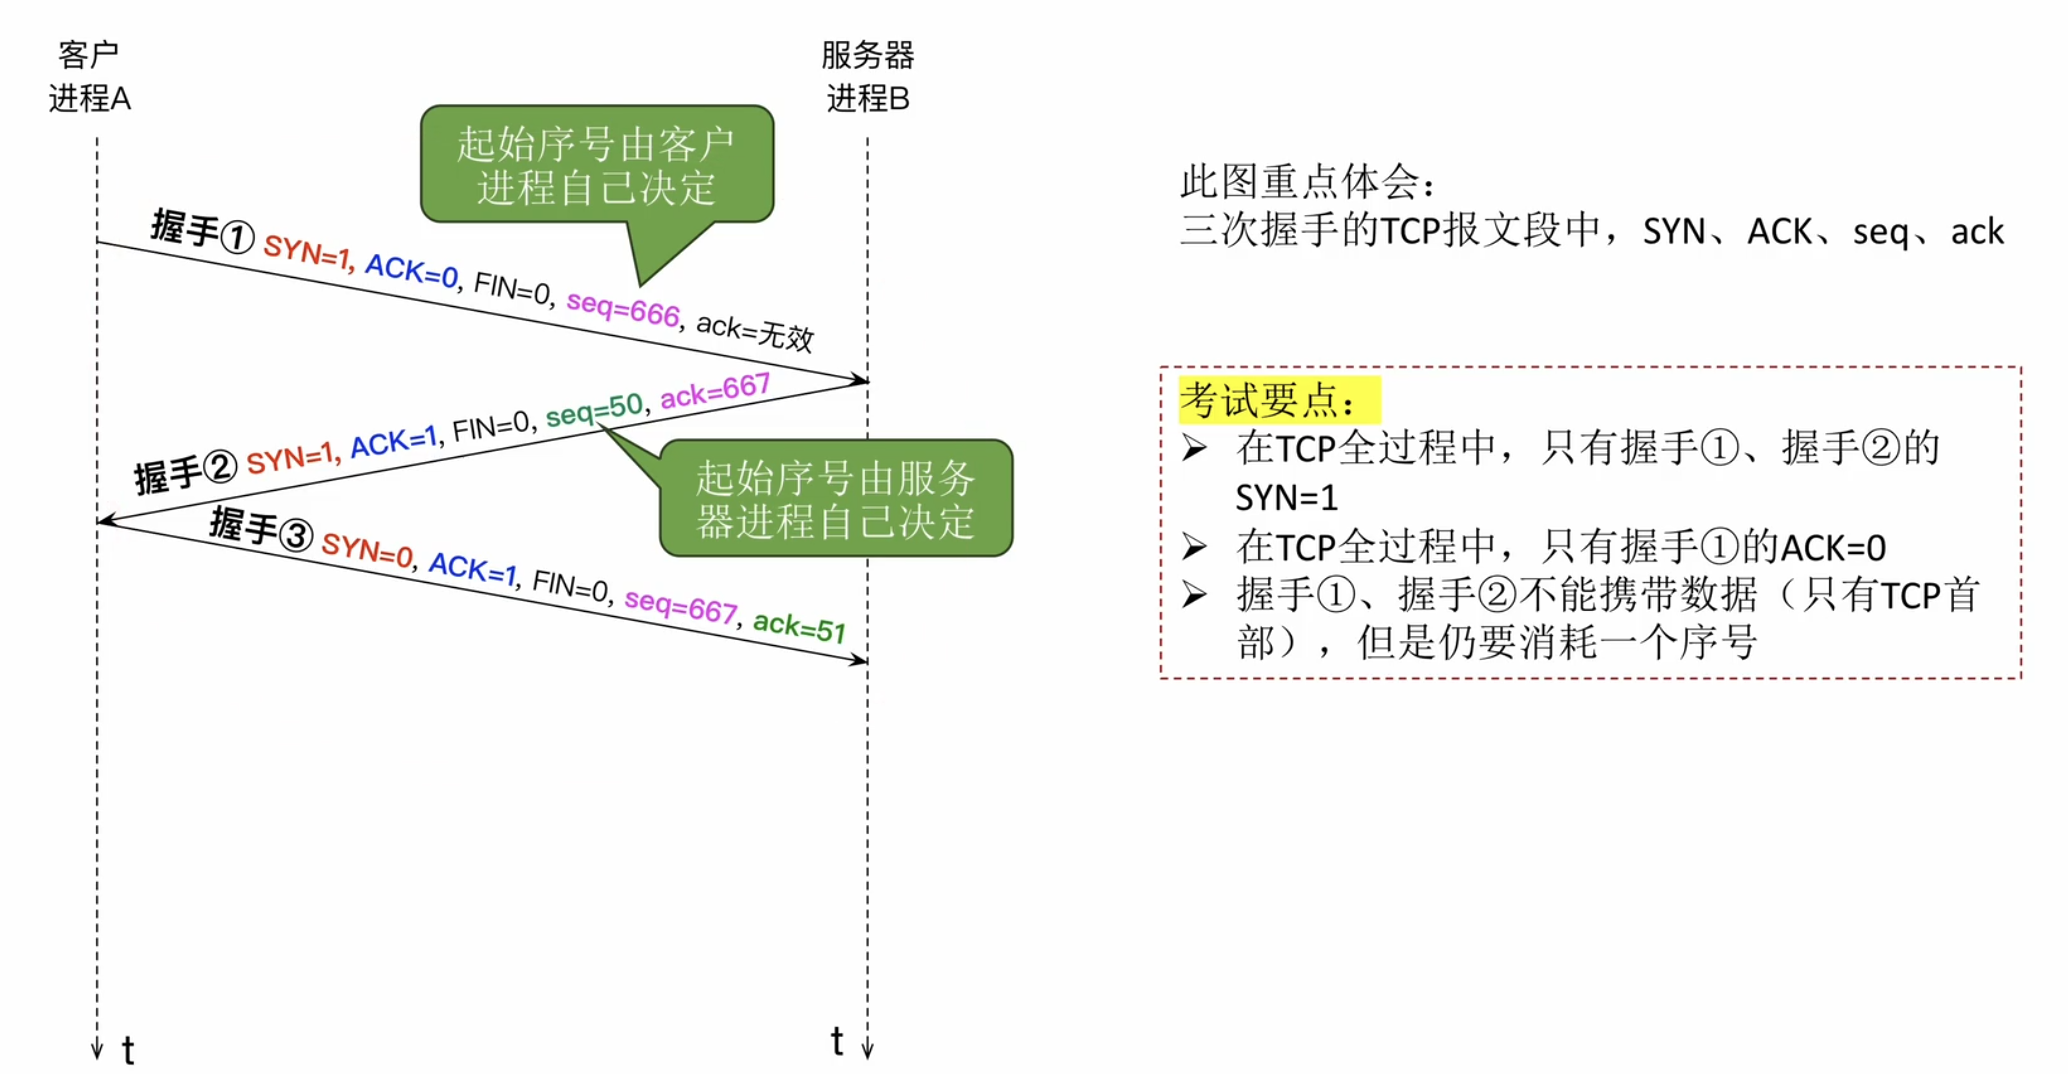 客户
进程A
服务器
进程B
起始序号由客户
进程自己决定
握手① SYN=1, ACK=0, FIN=0, seq=666, ack=无效
握手② SYN=1, ACK=1, FIN=0, seq=50, ack=667
起始序号由服务
器进程自己决定
握手③ SYN=0, ACK=1, FIN=0, seq=667, ack=51
t
t
此图重点体会：
三次握手的TCP报文段中，SYN、ACK、seq、ack
考试要点：
➢ 在TCP全过程中，只有握手①、握手②的
SYN=1
➢ 在TCP全过程中，只有握手①的ACK=0
➢ 握手①、握手②不能携带数据（只有TCP首
部），但是仍要消耗一个序号